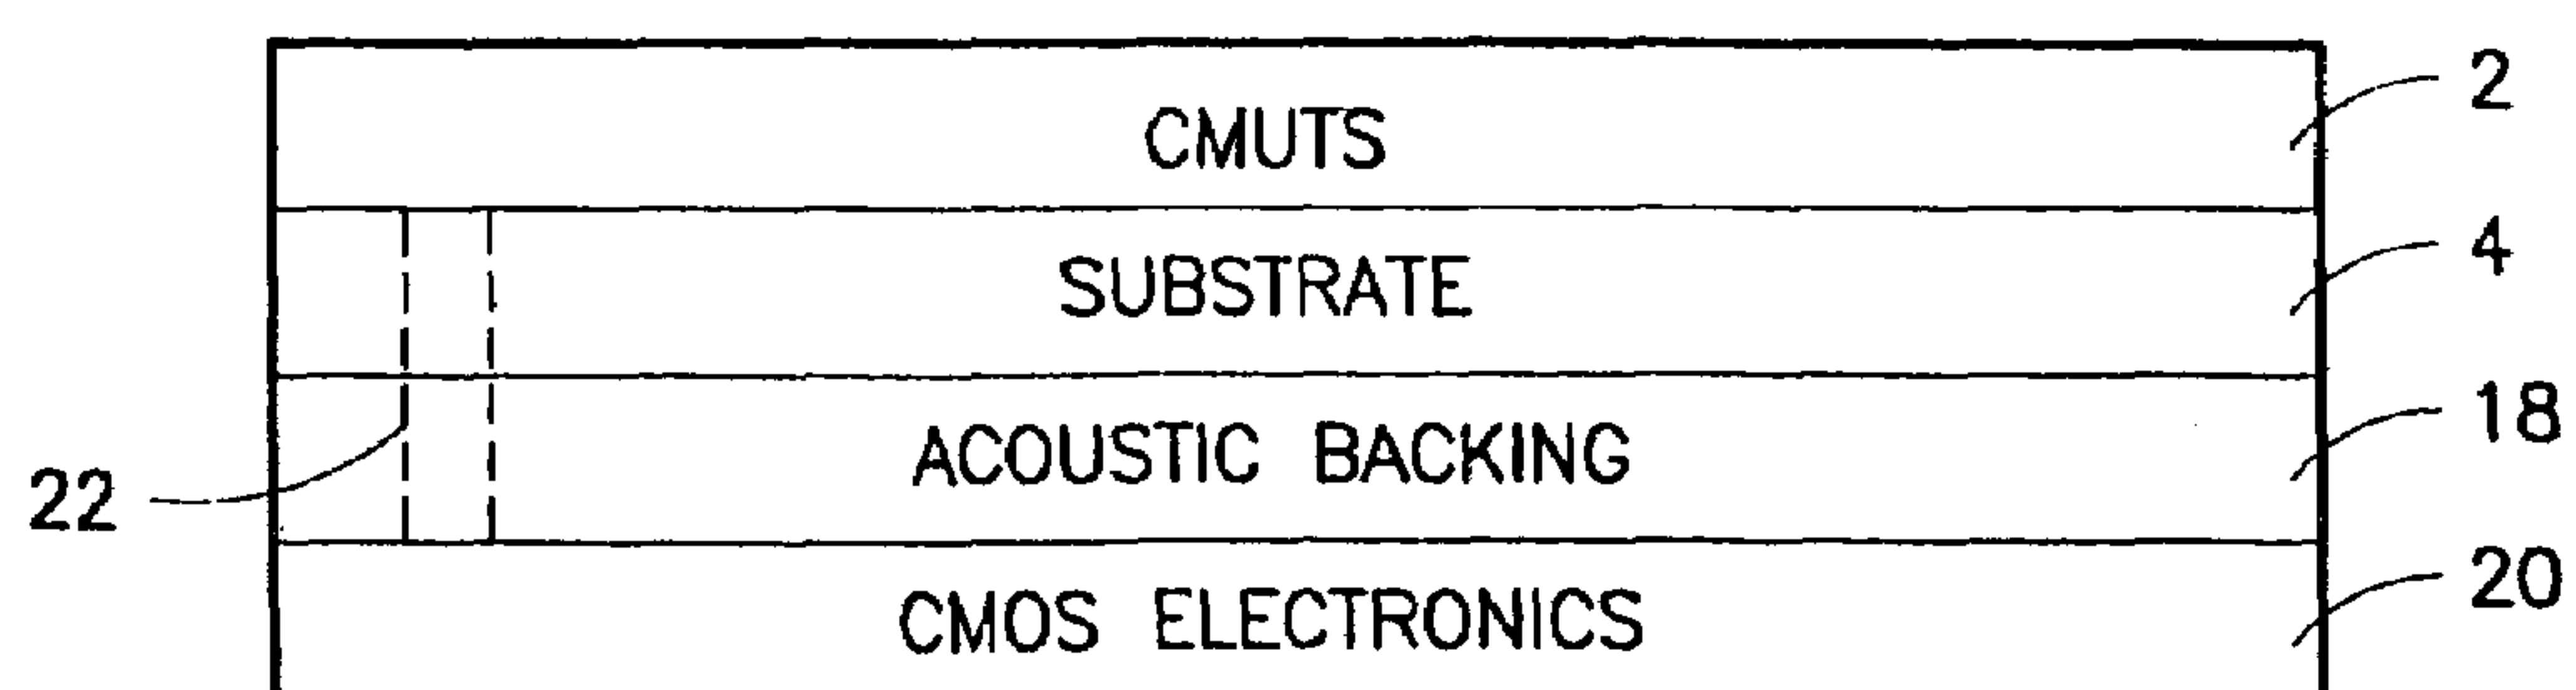 CMUTS
2
SUBSTRATE
4
ACOUSTIC BACKING
18
22
CMOS ELECTRONICS
20